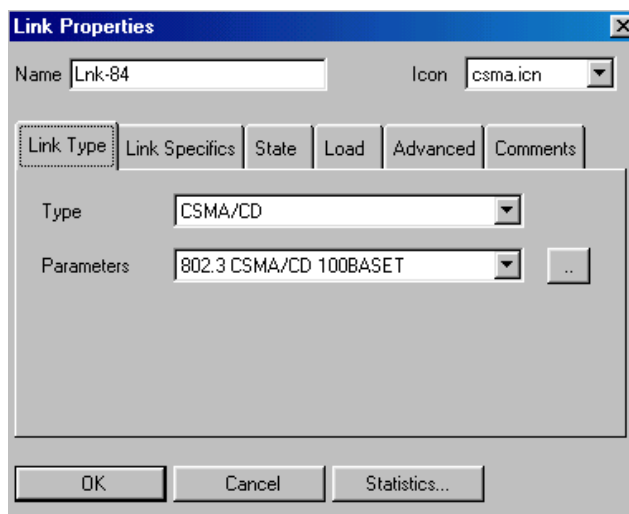 Link Properties
Name Lnk-84 Icon csma.icn
Link Type Link Specifics State Load Advanced Comments
Type CSMA/CD
Parameters 802.3 CSMA/CD 100BASET ..
OK Cancel Statistics...